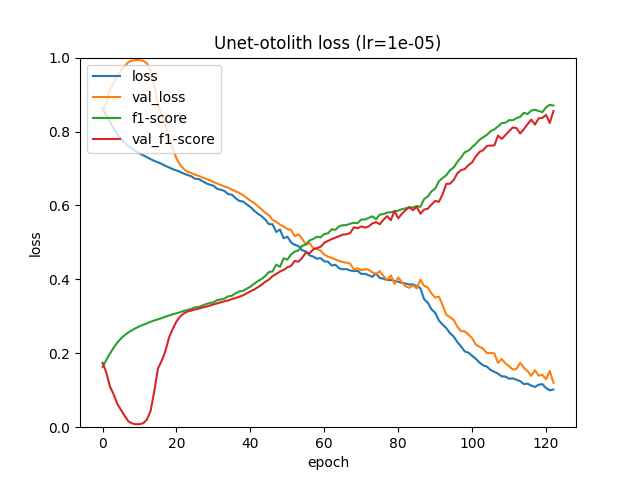 Unet-otolith loss (lr=1e-05)
loss
val_loss
f1-score
val_f1-score
1.0
0.8
0.6
0.4
0.2
0.0
loss
0 20 40 60 80 100 120
epoch